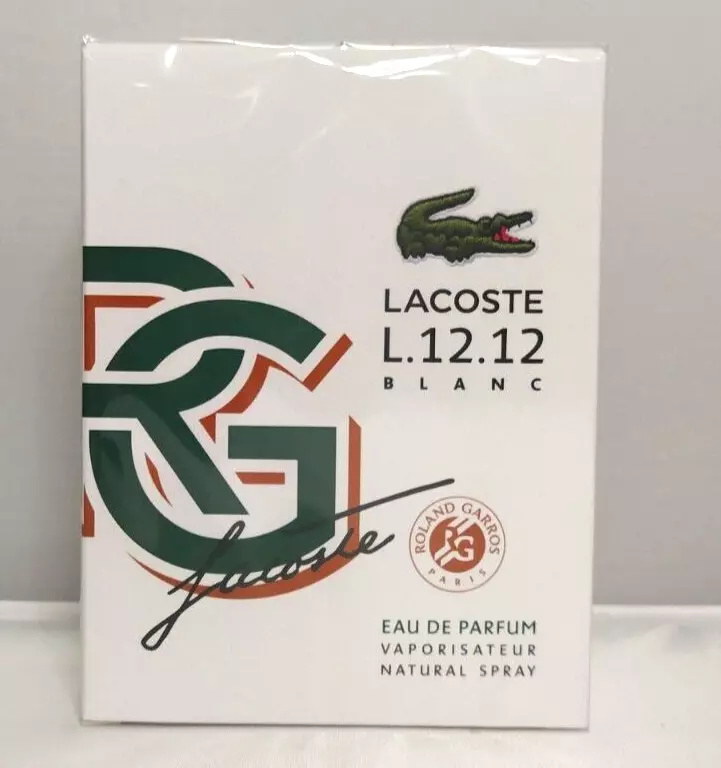 LACOSTE
L.12.12
BLANC
RG
Lacoste
ROLAND GARROS
RG
PARIS
EAU DE PARFUM
VAPORISATEUR
NATURAL SPRAY